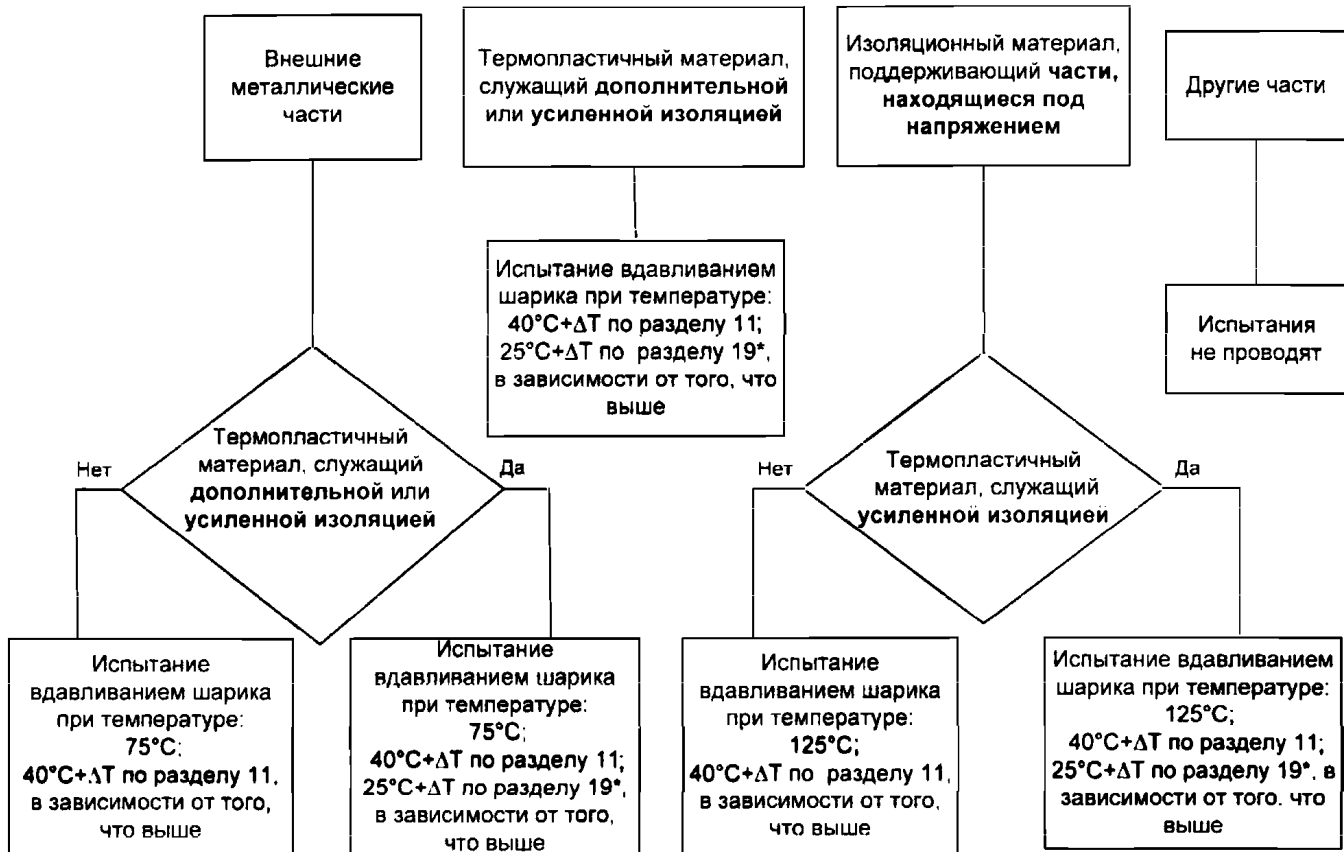 Внешние
металлические
части
Термопластичный материал,
служащий дополнительной
или усиленной изоляцией
Изоляционный материал,
поддерживающий части,
находящиеся под
напряжением
Другие части
Испытание вдавливанием
шарика при температуре:
40°C+ΔT по разделу 11;
25°C+ΔT по разделу 19*,
в зависимости от того, что
выше
Испытания
не проводят
Термопластичный
материал, служащий
дополнительной или
усиленной изоляцией
Нет
Да
Термопластичный
материал, служащий
усиленной изоляцией
Нет
Да
Испытание
вдавливанием шарика
при температуре:
75°C;
40°C+ΔT по разделу 11,
в зависимости от того,
что выше
Испытание
вдавливанием шарика
при температуре:
75°C;
40°C+ΔT по разделу 11;
25°C+ΔT по разделу 19*,
в зависимости от того,
что выше
Испытание
вдавливанием шарика
при температуре:
125°C;
40°C+ΔT по разделу 11,
в зависимости от того,
что выше
Испытание вдавливанием
шарика при температуре:
125°C;
40°C+ΔT по разделу 11;
25°C+ΔT по разделу 19*, в
зависимости от того. что
выше